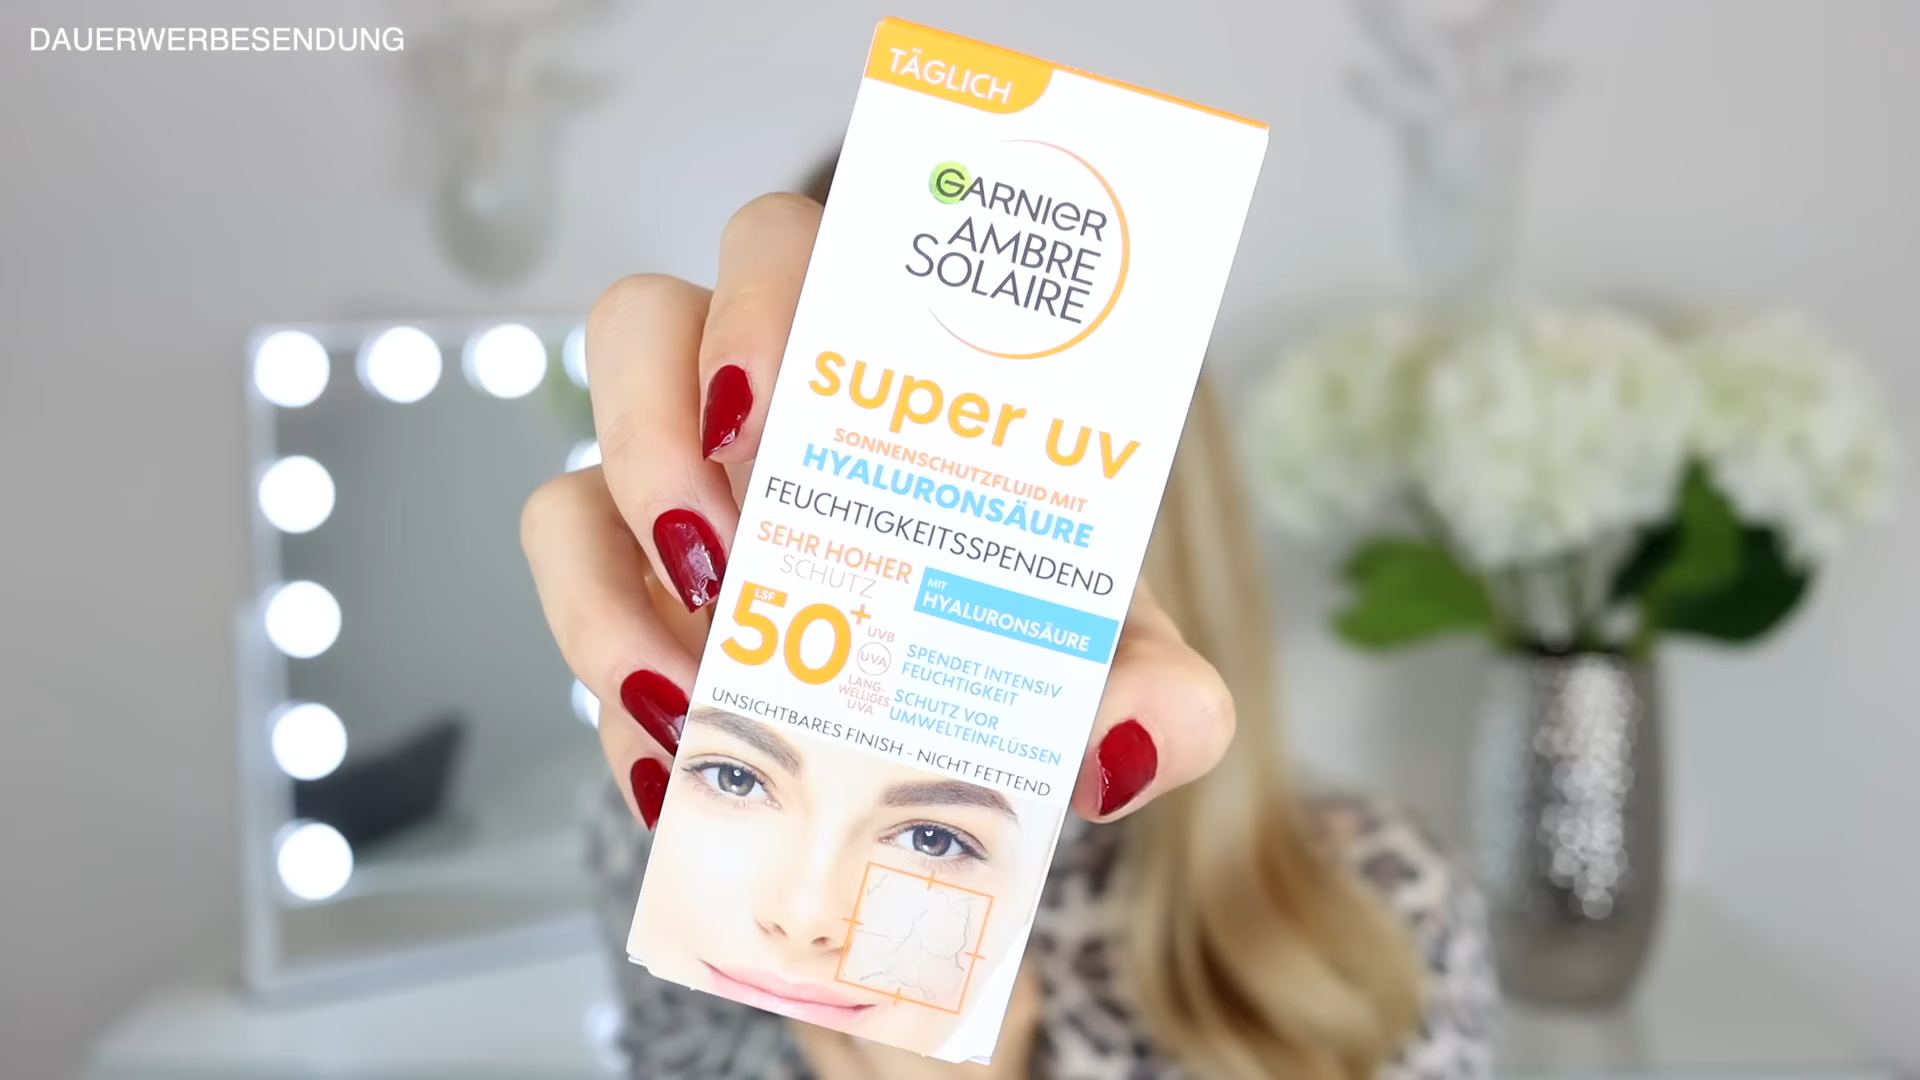 DAUERWERBESENDUNG
TÄGLICH
GARNIER
AMBRE
SOLAIRE
super uv
SONNENSCHUTZFLUID MIT
HYALURONSÄURE
FEUCHTIGKEITSSPENDEND
SEHR HOHER
SCHUTZ
LSF
50+
UVB
UVA
LANG-
WELLIGES
UVA
MIT
HYALURONSÄURE
SPENDET INTENSIV
FEUCHTIGKEIT
SCHUTZ VOR
UMWELTEINFLÜSSEN
UNSICHTBARES FINISH - NICHT FETTEND